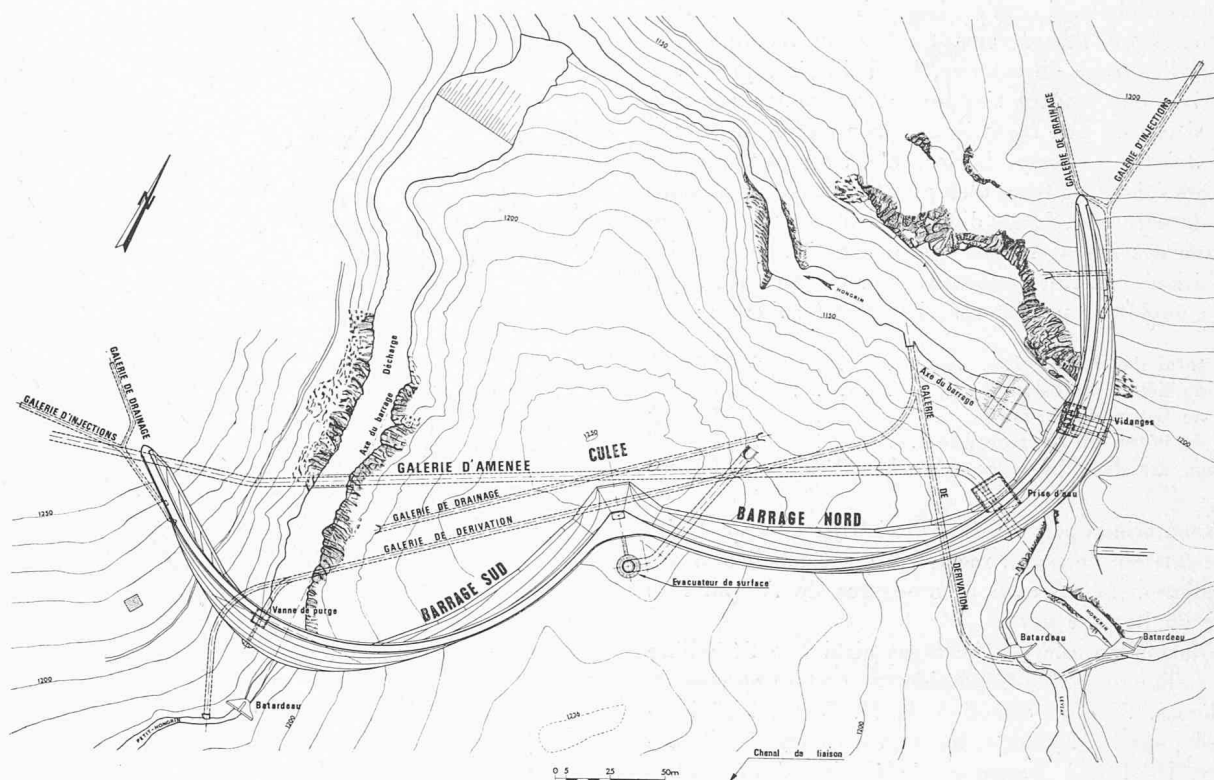 1150
1300
GALERIE DE DRAINAGE
GALERIE D'INJECTIONS
1200
HONGRIN
1150
GALERIE DE DRAINAGE
GALERIE D'INJECTIONS
Axe du barrage
Décharge
Axe du barrage
GALERIE
DE
DERIVATION
Vidanges
1200
1250
CULEE
GALERIE D'AMENEE
GALERIE DE DRAINAGE
GALERIE DE DERIVATION
BARRAGE NORD
Prise d'eau
1250
BARRAGE SUD
Evacuateur de surface
Vanne de purge
HONGRIN
Batardeau
Batardeau
1200
Batardeau
PETIT-HONGRIN
1200
1200
Chenal de liaison
0 5 25 50m